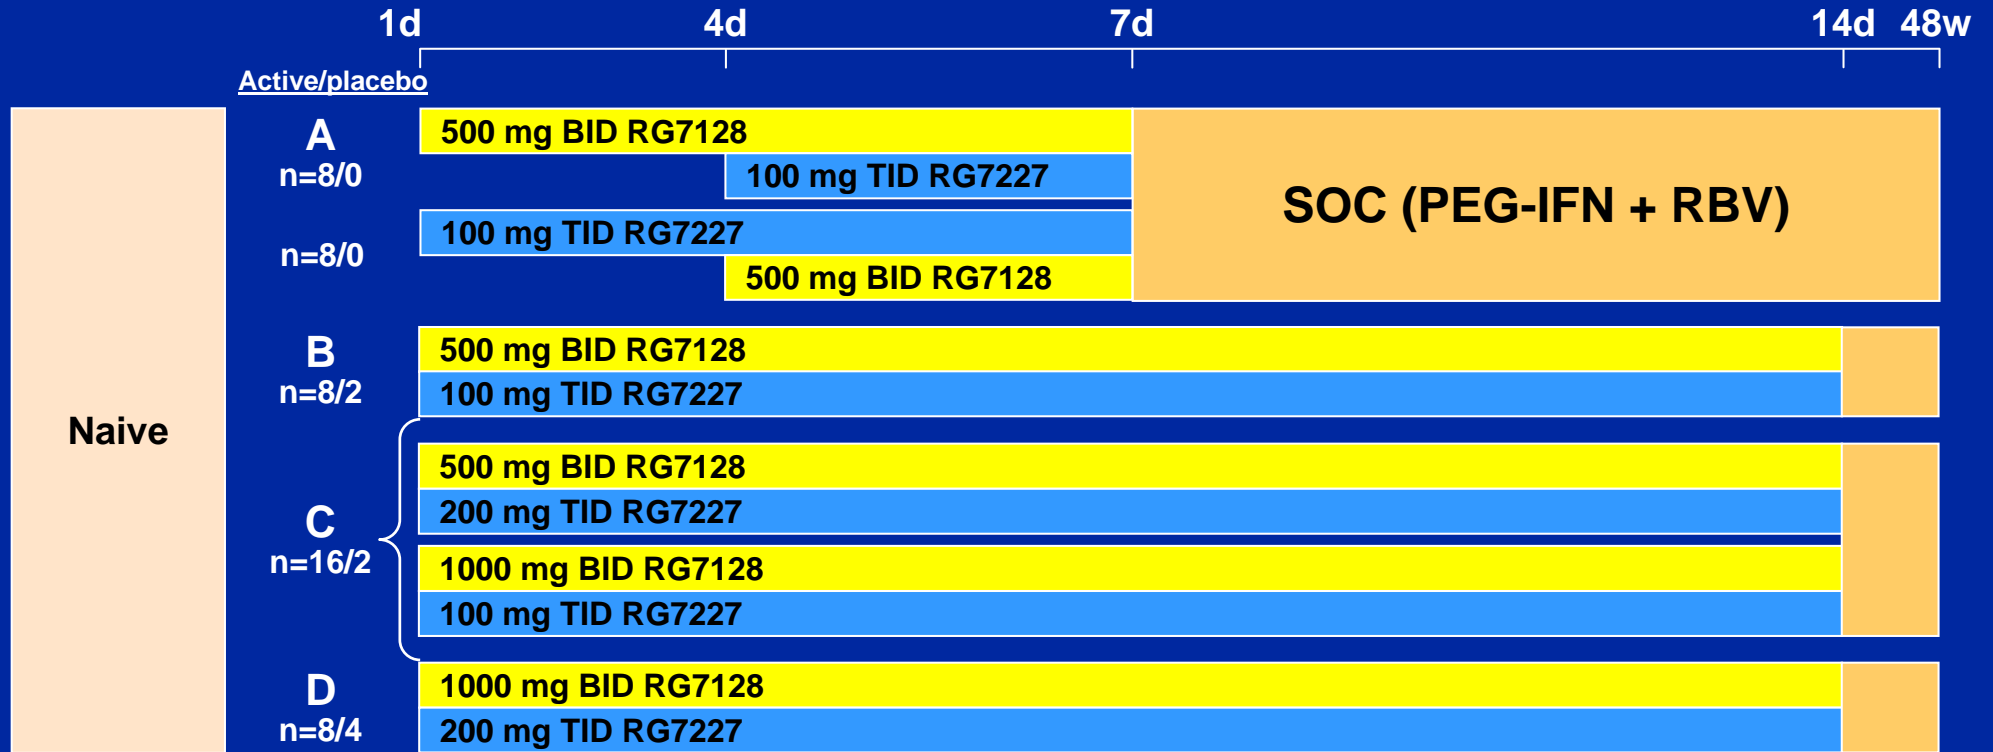 1d 4d 7d 14d 48w
Active/placebo
A
n=8/0
500 mg BID RG7128
100 mg TID RG7227
n=8/0
100 mg TID RG7227
500 mg BID RG7128
SOC (PEG-IFN + RBV)
Naive
B
n=8/2
500 mg BID RG7128
100 mg TID RG7227
C
n=16/2
500 mg BID RG7128
200 mg TID RG7227
1000 mg BID RG7128
100 mg TID RG7227
D
n=8/4
1000 mg BID RG7128
200 mg TID RG7227